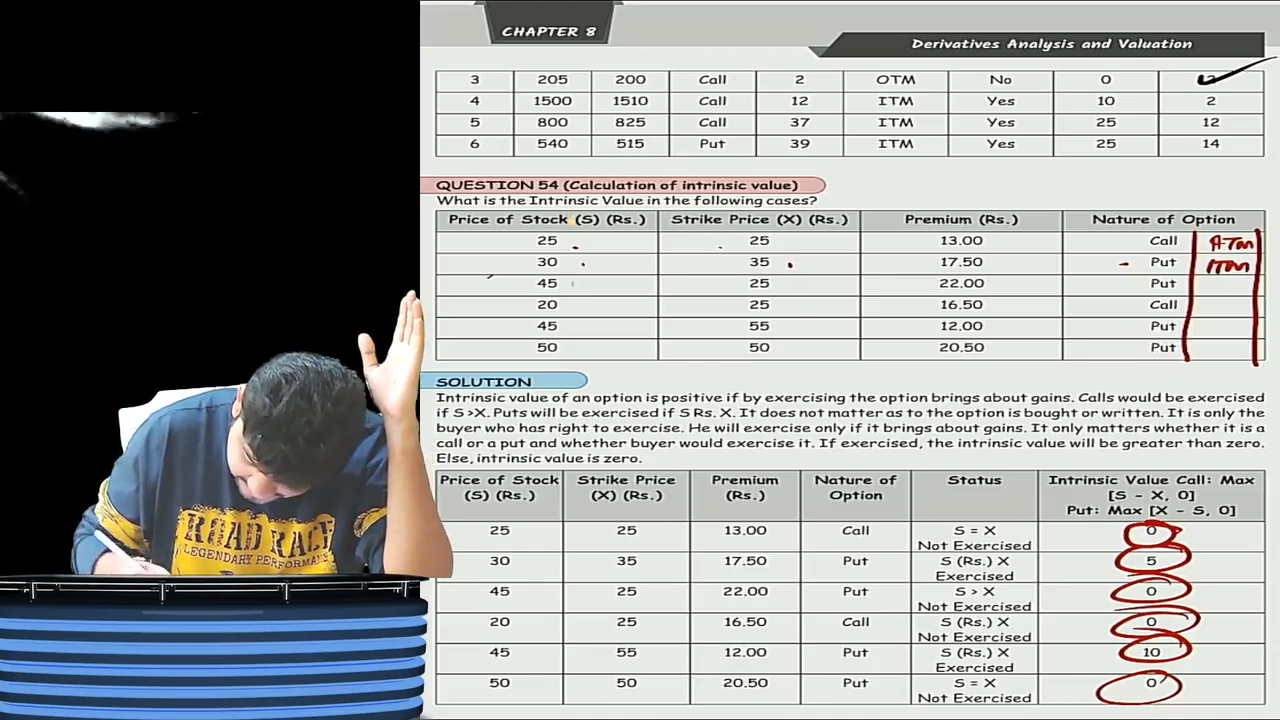 CHAPTER 8
Derivatives Analysis and Valuation
3 205 200 Call 2 OTM No 0
4 1500 1510 Call 12 ITM Yes 10 2
5 800 825 Call 37 ITM Yes 25 12
6 540 515 Put 39 ITM Yes 25 14
QUESTION 54 (Calculation of intrinsic value)
What is the Intrinsic Value in the following cases?
Price of Stock (S) (Rs.) Strike Price (X) (Rs.) Premium (Rs.) Nature of Option
25 25 13.00 Call ATM
30 35 17.50 Put ITM
45 25 22.00 Put
20 25 16.50 Call
45 55 12.00 Put
50 50 20.50 Put
SOLUTION
Intrinsic value of an option is positive if by exercising the option brings about gains. Calls would be exercised
if S >X. Puts will be exercised if S Rs. X. It does not matter as to the option is bought or written. It is only the
buyer who has right to exercise. He will exercise only if it brings about gains. It only matters whether it is a
call or a put and whether buyer would exercise it. If exercised, the intrinsic value will be greater than zero.
Else, intrinsic value is zero.
Price of Stock Strike Price Premium Nature of Status Intrinsic Value Call: Max
(S) (Rs.) (X) (Rs.) (Rs.) Option [S - X, 0]
Put: Max [X - S, 0]
25 25 13.00 Call S = X 0
Not Exercised
30 35 17.50 Put S (Rs.) X 5
Exercised
45 25 22.00 Put S > X 0
Not Exercised
20 25 16.50 Call S (Rs.) X 0
Not Exercised
45 55 12.00 Put S (Rs.) X 10
Exercised
50 50 20.50 Put S = X 0
Not Exercised
ROAD RACE
LEGENDARY PERFORMANC